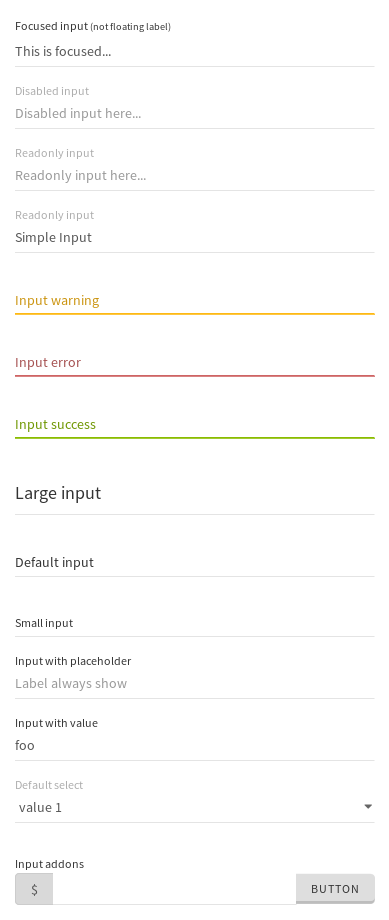 Focused input (not floating label)
This is focused...
Disabled input
Disabled input here...
Readonly input
Readonly input here...
Readonly input
Simple Input
Input warning
Input error
Input success
Large input
Default input
Small input
Input with placeholder
Label always show
Input with value
foo
Default select
value 1
Input addons
$ BUTTON